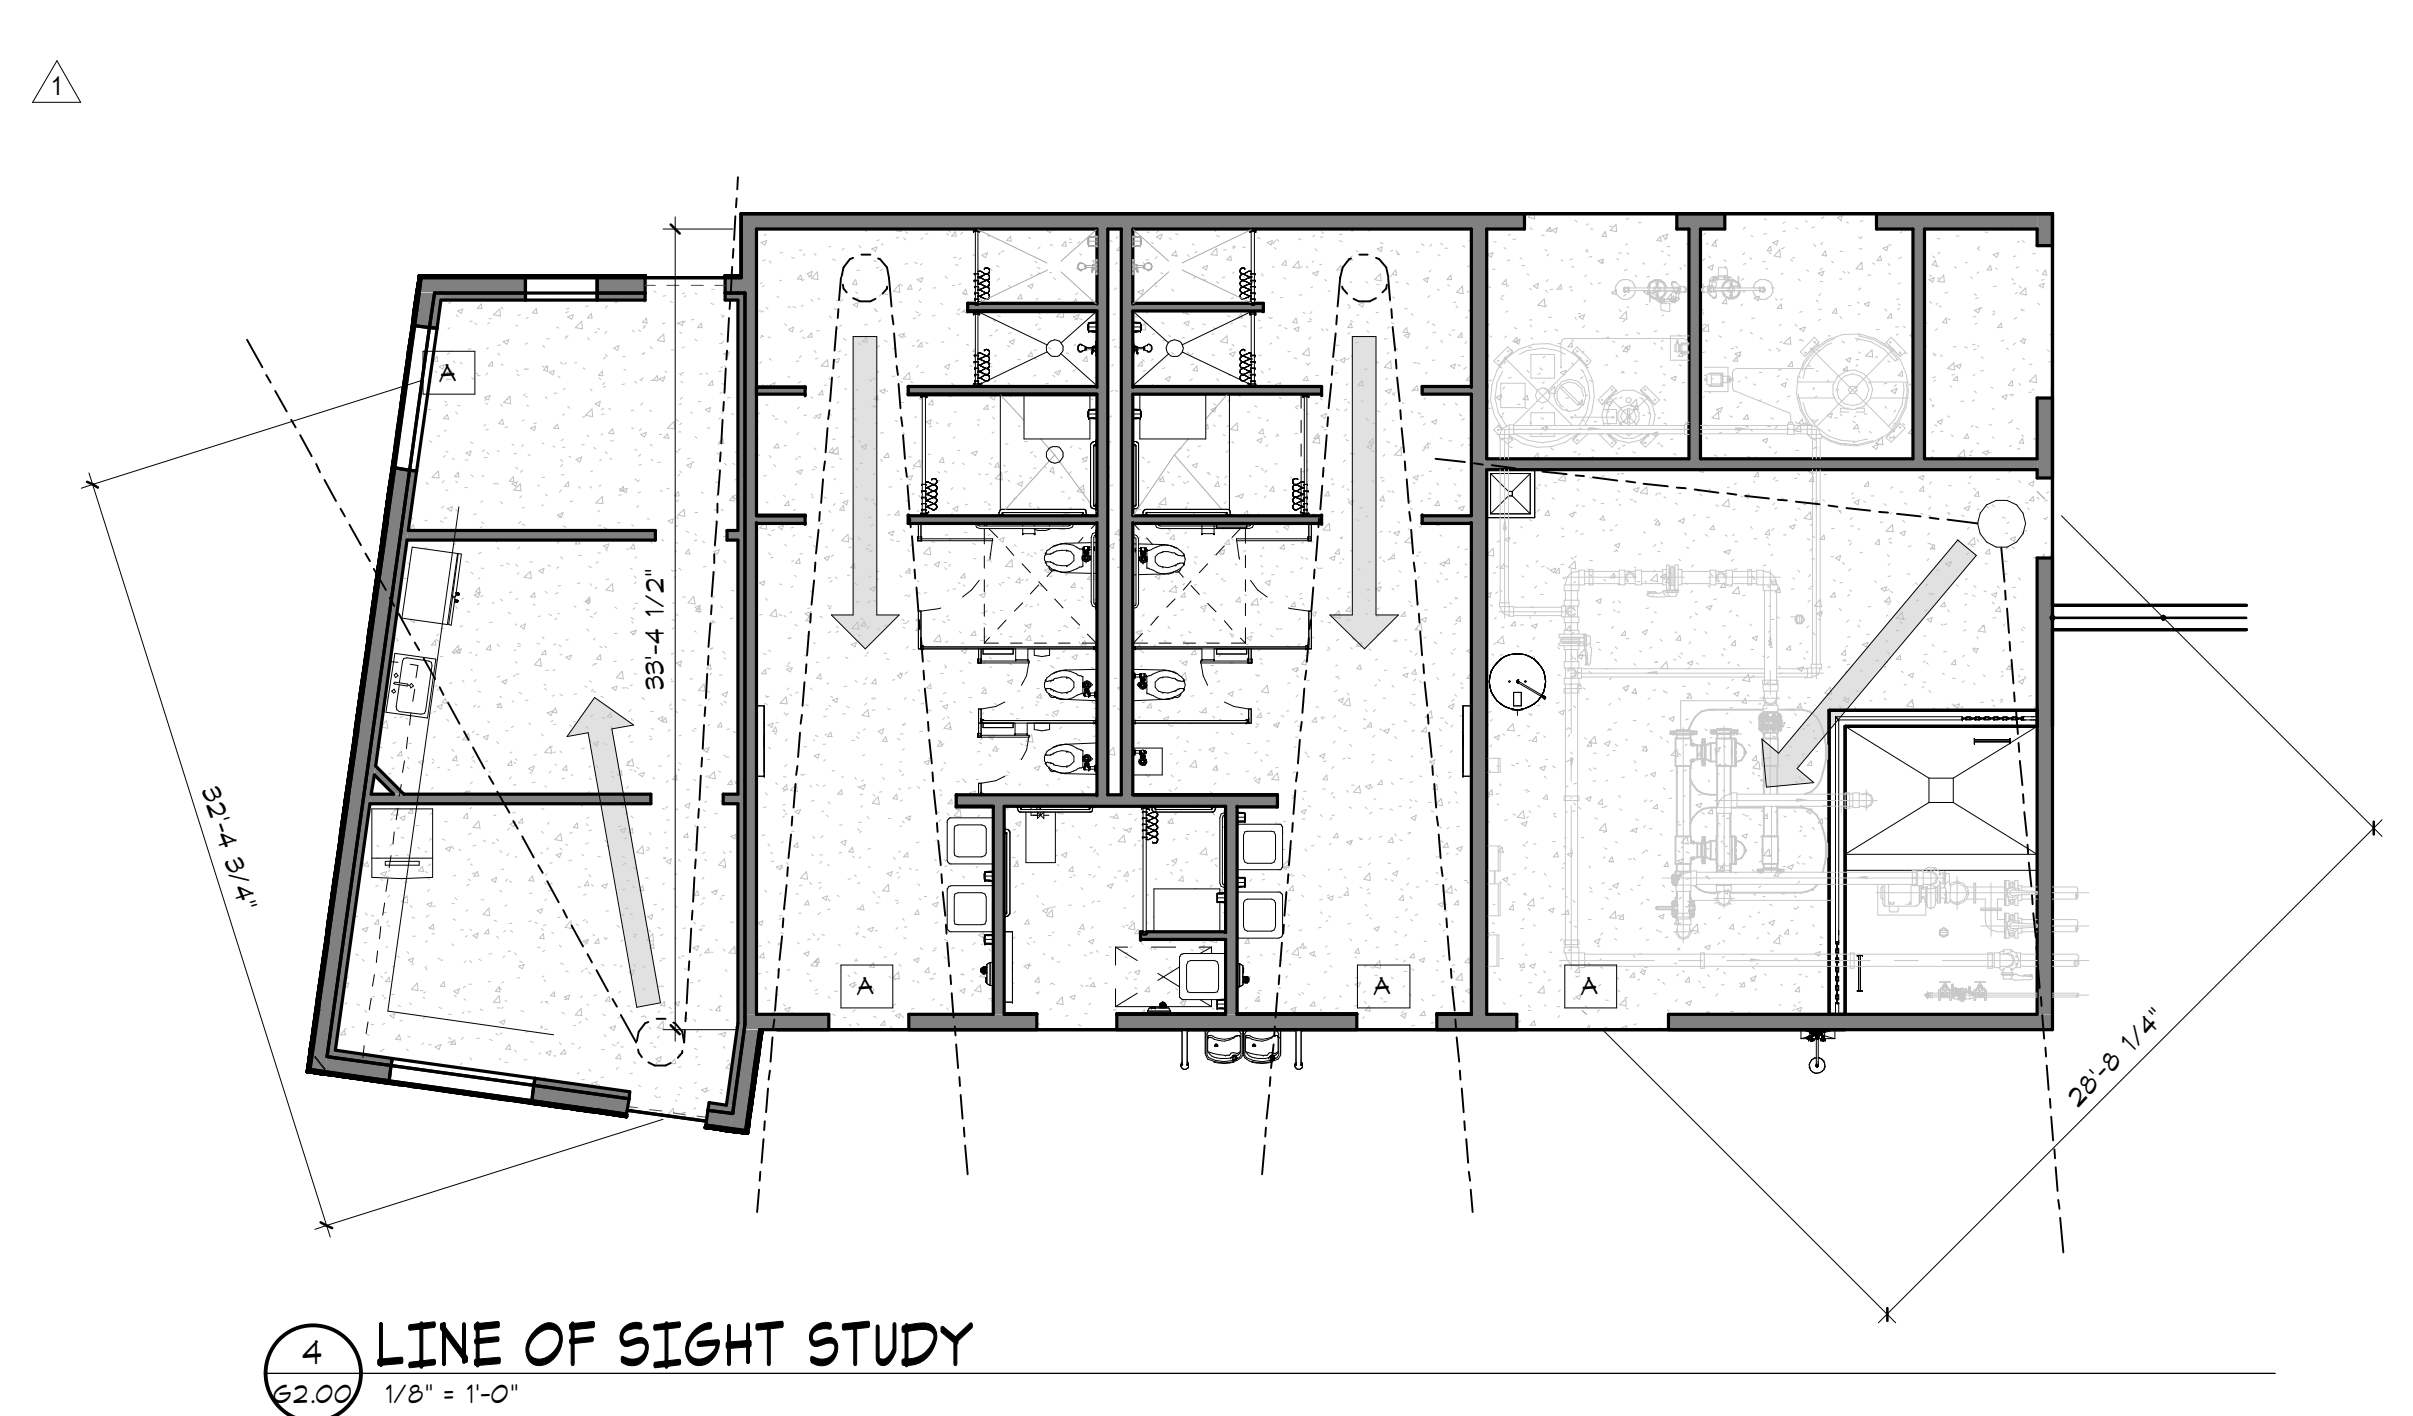 1
A
33'-4 1/2"
32'-4 3/4"
A
A
A
28'-8 1/4"
4
LINE OF SIGHT STUDY
G2.00
1/8" = 1'-0"